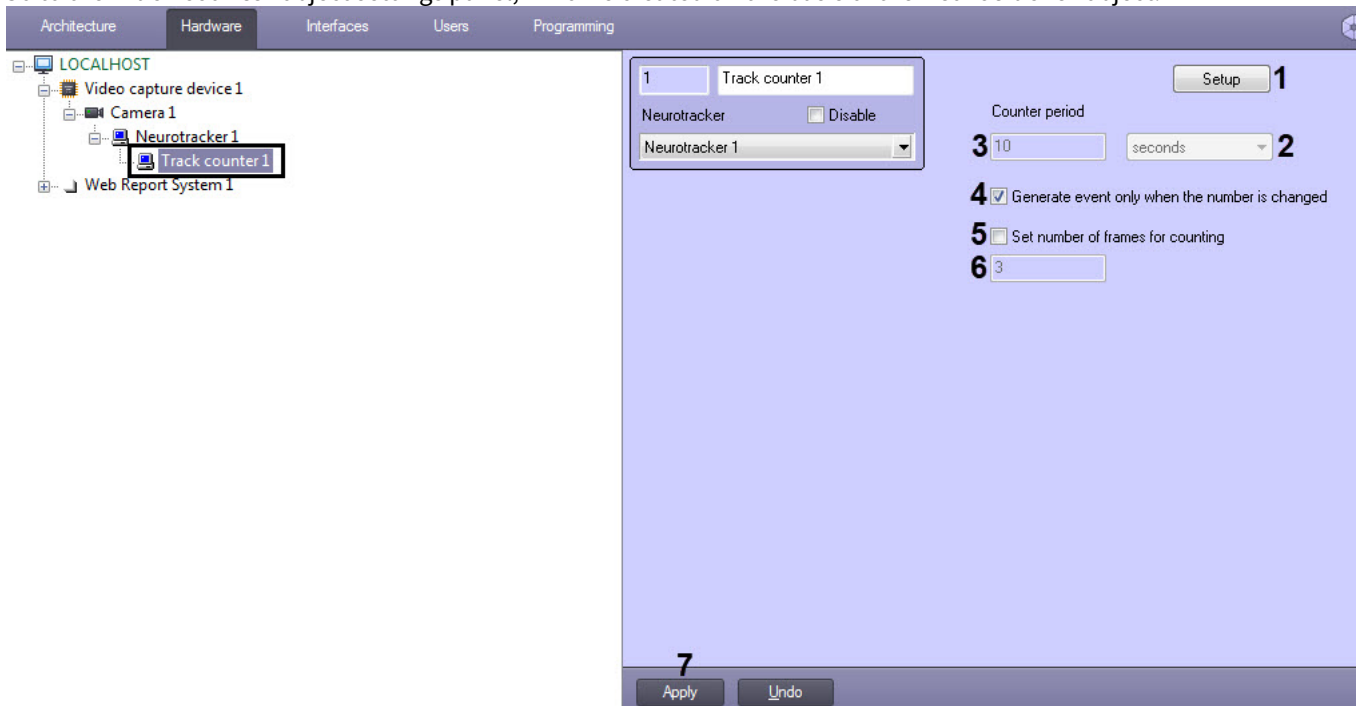 Architecture Hardware Interfaces Users Programming
LOCALHOST
Video capture device 1
Camera 1
Neurotracker 1
Track counter 1
Web Report System 1
1 Track counter 1
Neurotracker Disable
Neurotracker 1
Setup 1
Counter period
3 10 seconds 2
4 Generate event only when the number is changed
5 Set number of frames for counting
6 3
7
Apply Undo